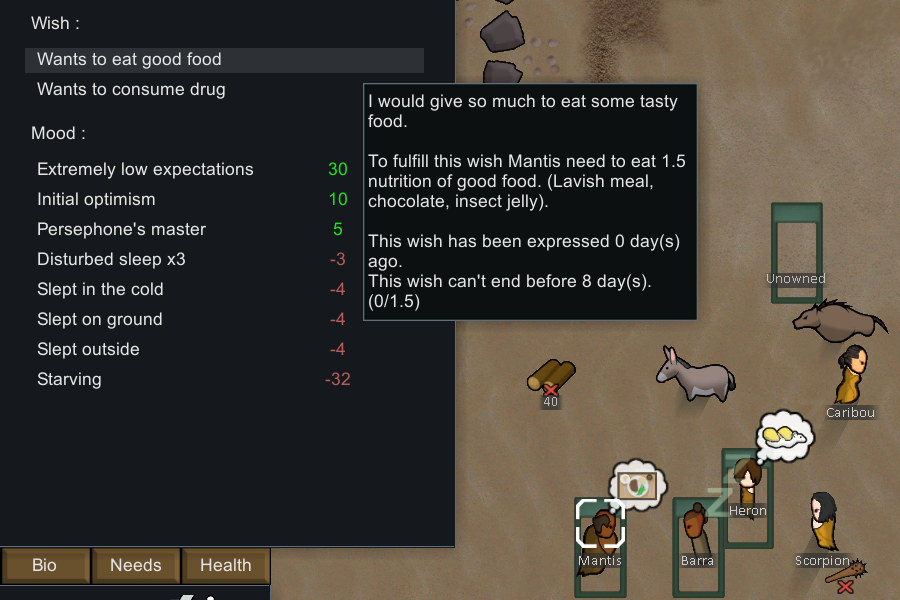 Wish :
Wants to eat good food
Wants to consume drug
Mood :
Extremely low expectations 30
Initial optimism 10
Persephone's master 5
Disturbed sleep x3 -3
Slept in the cold -4
Slept on ground -4
Slept outside -4
Starving -32
I would give so much to eat some tasty
food.
To fulfill this wish Mantis need to eat 1.5
nutrition of good food. (Lavish meal,
chocolate, insect jelly).
This wish has been expressed 0 day(s)
ago.
This wish can't end before 8 day(s).
(0/1.5)
Unowned
40
Caribou
Z
Heron
Mantis
Barra
Scorpion
Bio
Needs
Health